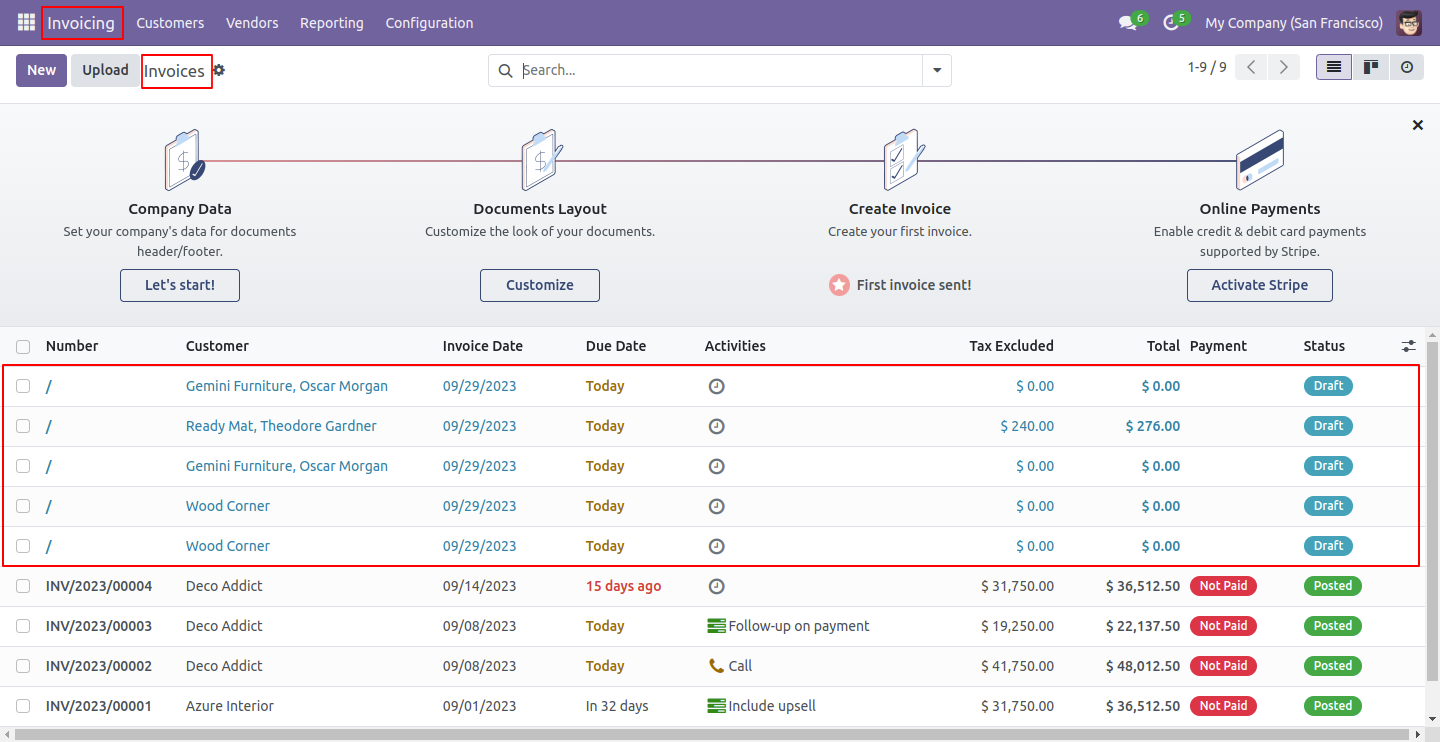 Invoicing Customers Vendors Reporting Configuration 6 5 My Company (San Francisco)
New Upload Invoices Search... 1-9 / 9
Company Data Documents Layout Create Invoice Online Payments
Set your company's data for documents Customize the look of your documents. Create your first invoice. Enable credit & debit card payments
header/footer. supported by Stripe.
Let's start! Customize First invoice sent! Activate Stripe
Number Customer Invoice Date Due Date Activities Tax Excluded Total Payment Status
/ Gemini Furniture, Oscar Morgan 09/29/2023 Today $ 0.00 $ 0.00 Draft
/ Ready Mat, Theodore Gardner 09/29/2023 Today $ 240.00 $ 276.00 Draft
/ Gemini Furniture, Oscar Morgan 09/29/2023 Today $ 0.00 $ 0.00 Draft
/ Wood Corner 09/29/2023 Today $ 0.00 $ 0.00 Draft
/ Wood Corner 09/29/2023 Today $ 0.00 $ 0.00 Draft
INV/2023/00004 Deco Addict 09/14/2023 15 days ago $ 31,750.00 $ 36,512.50 Not Paid Posted
INV/2023/00003 Deco Addict 09/08/2023 Today Follow-up on payment $ 19,250.00 $ 22,137.50 Not Paid Posted
INV/2023/00002 Deco Addict 09/08/2023 Today Call $ 41,750.00 $ 48,012.50 Not Paid Posted
INV/2023/00001 Azure Interior 09/01/2023 In 32 days Include upsell $ 31,750.00 $ 36,512.50 Not Paid Posted